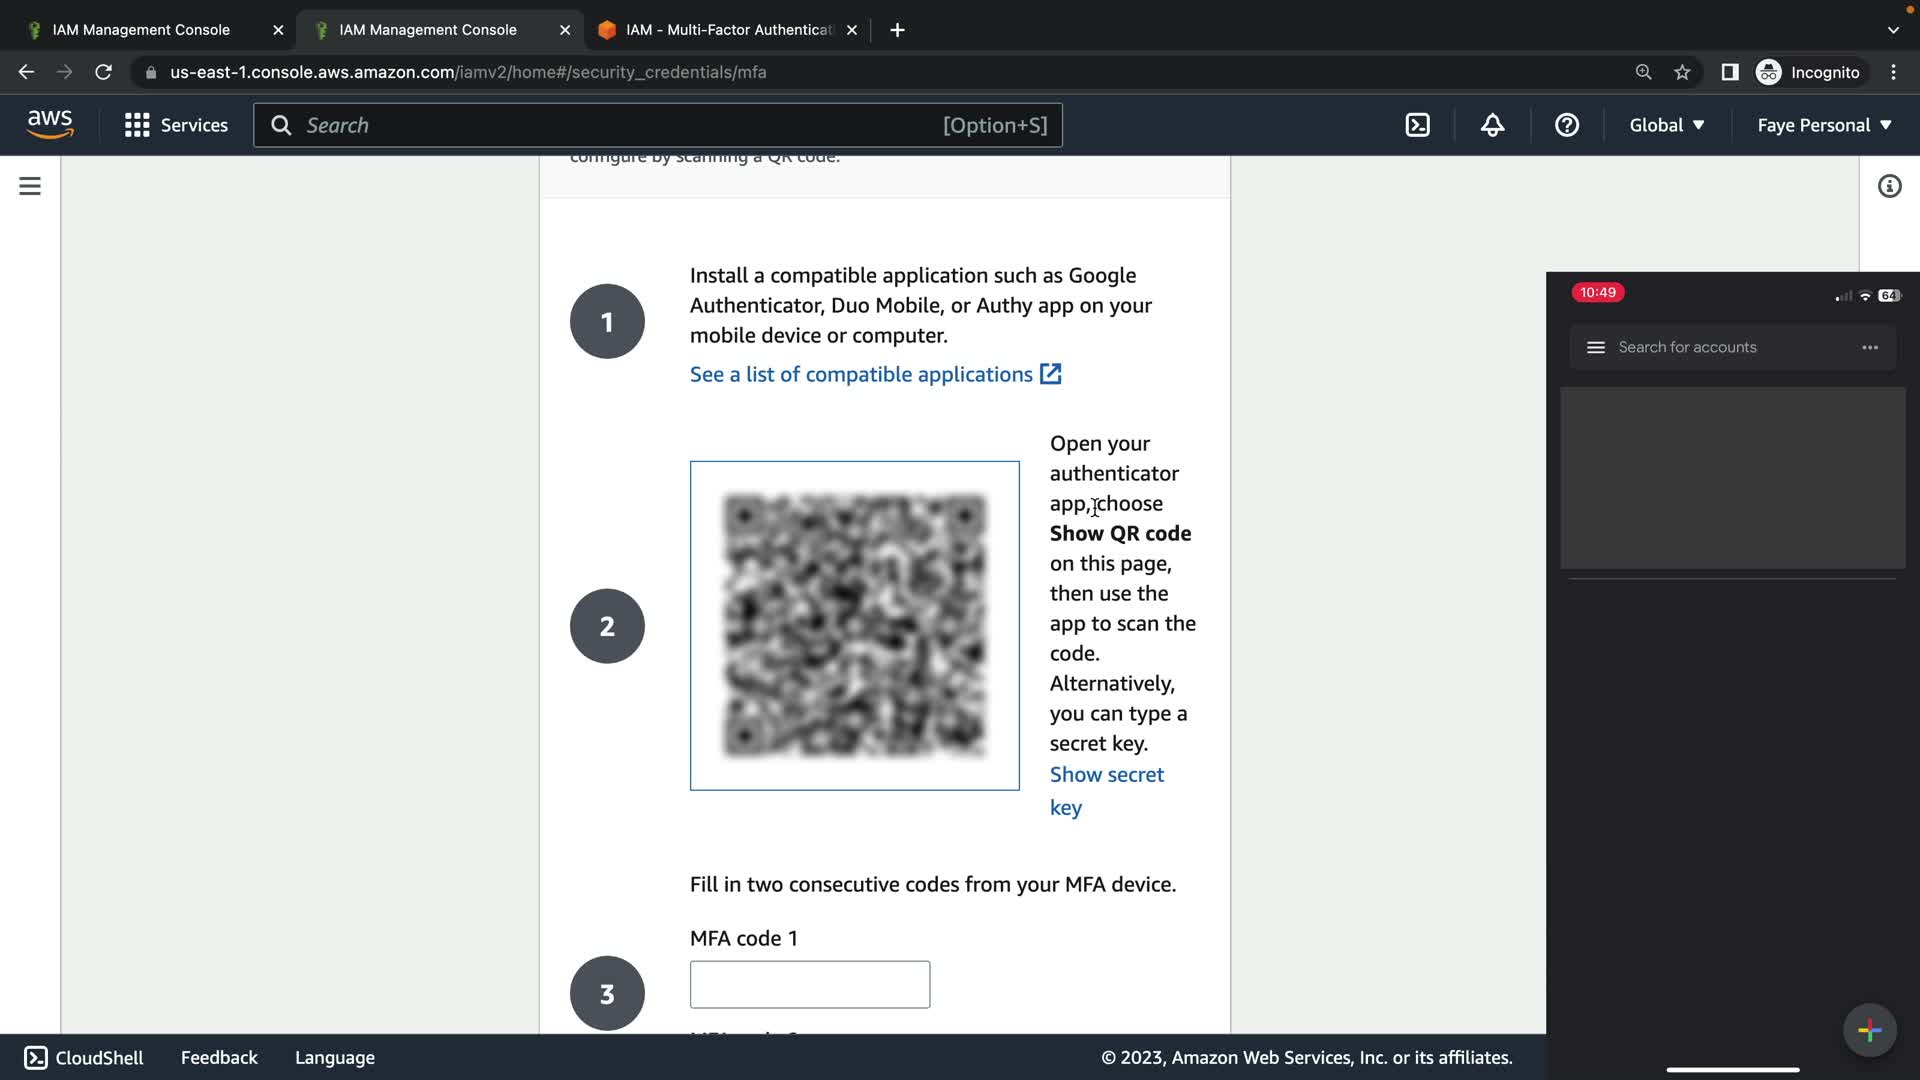 IAM Management Console
IAM Management Console
IAM - Multi-Factor Authenticat
us-east-1.console.aws.amazon.com/iamv2/home#/security_credentials/mfa
Incognito
aws
Services
Search
[Option+S]
Global
Faye Personal
configure by scanning a QR code.
1
Install a compatible application such as Google
Authenticator, Duo Mobile, or Authy app on your
mobile device or computer.
See a list of compatible applications
2
Open your
authenticator
app, choose
Show QR code
on this page,
then use the
app to scan the
code.
Alternatively,
you can type a
secret key.
Show secret
key
3
Fill in two consecutive codes from your MFA device.
MFA code 1
10:49
64
Search for accounts
CloudShell
Feedback
Language
© 2023, Amazon Web Services, Inc. or its affiliates.